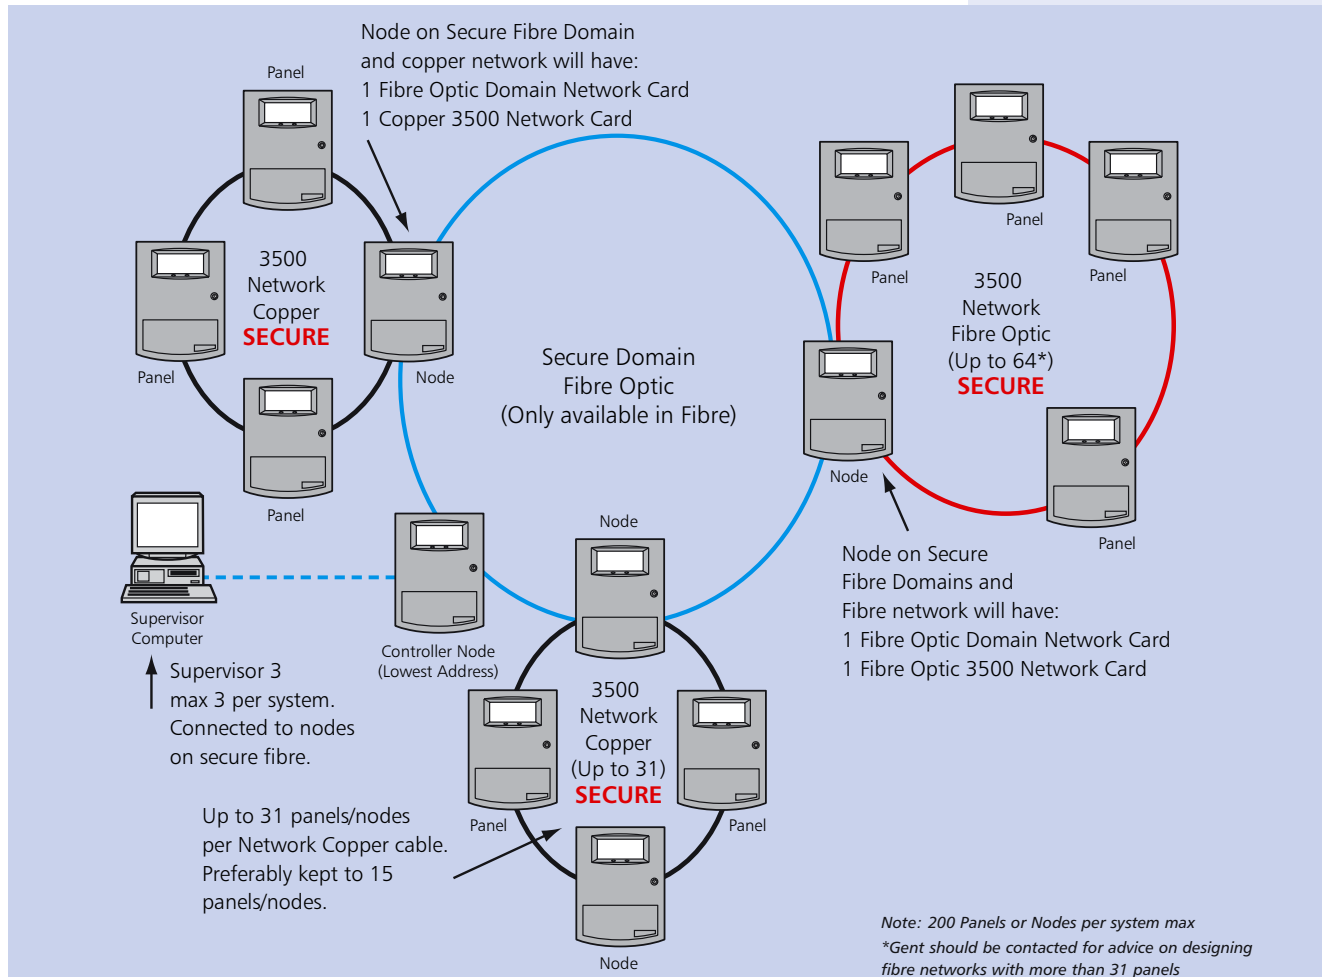 Node on Secure Fibre Domain
and copper network will have:
1 Fibre Optic Domain Network Card
1 Copper 3500 Network Card
Panel
Panel
Panel
Panel
Panel
3500
Network
Copper
SECURE
Panel
Node
Panel
Secure Domain
Fibre Optic
(Only available in Fibre)
3500
Network
Fibre Optic
(Up to 64*)
SECURE
Node
Panel
Node on Secure
Fibre Domains and
Fibre network will have:
1 Fibre Optic Domain Network Card
1 Fibre Optic 3500 Network Card
Node
Supervisor
Computer
Controller Node
(Lowest Address)
Supervisor 3
max 3 per system.
Connected to nodes
on secure fibre.
3500
Network
Copper
(Up to 31)
SECURE
Panel
Panel
Node
Up to 31 panels/nodes
per Network Copper cable.
Preferably kept to 15
panels/nodes.
Note: 200 Panels or Nodes per system max
*Gent should be contacted for advice on designing
fibre networks with more than 31 panels